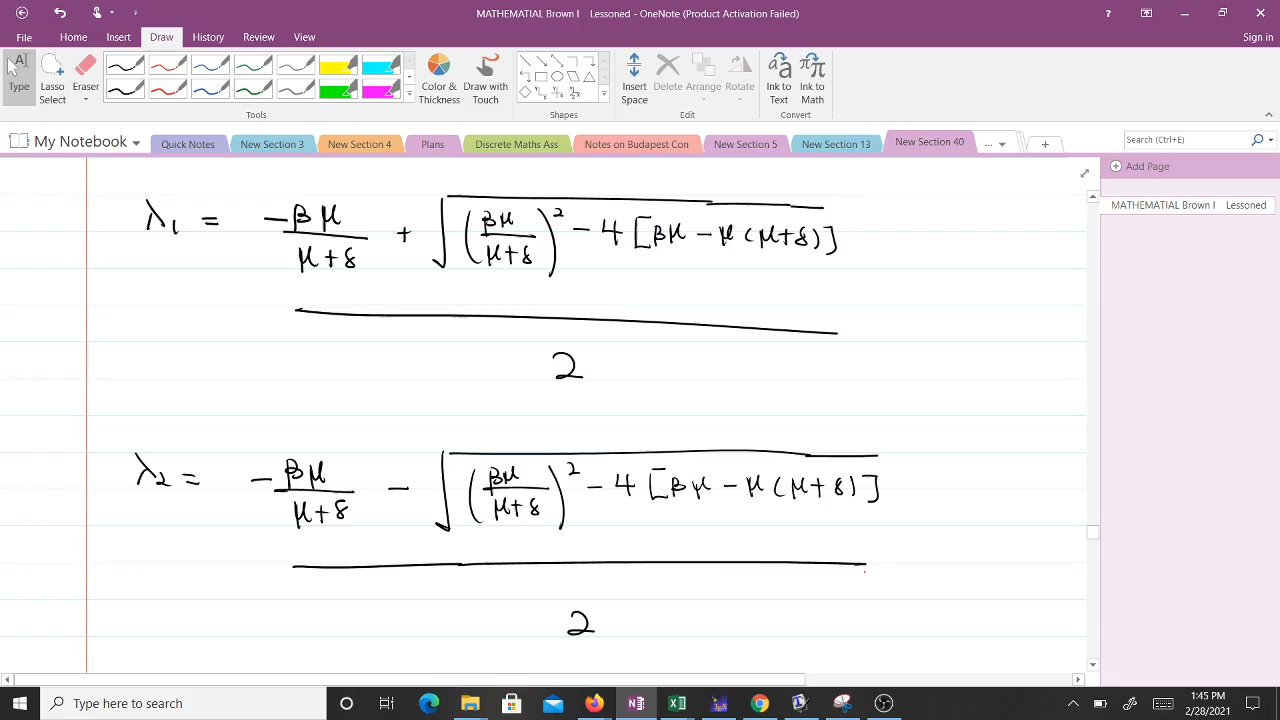 MATHEMATIAL Brown I Lessoned - OneNote (Product Activation Failed)
File Home Insert Draw History Review View Sign in
Type Lasso Select Eraser Color & Thickness Draw with Touch Insert Space Delete Arrange Rotate Ink to Text Ink to Math
Tools Shapes Edit Convert
My Notebook Quick Notes New Section 3 New Section 4 Plans Discrete Maths Ass Notes on Budapest Con New Section 5 New Section 13 New Section 40 ... Search (Ctrl+E)
Add Page
MATHEMATIAL Brown I Lessoned
λ1 = (-βμ/(μ+δ) + √((βμ/(μ+δ))² - 4[βμ - μ(μ+δ)])) / 2
λ2 = (-βμ/(μ+δ) - √((βμ/(μ+δ))² - 4[βμ - μ(μ+δ)])) / 2
Type here to search
1:45 PM
2/28/2021